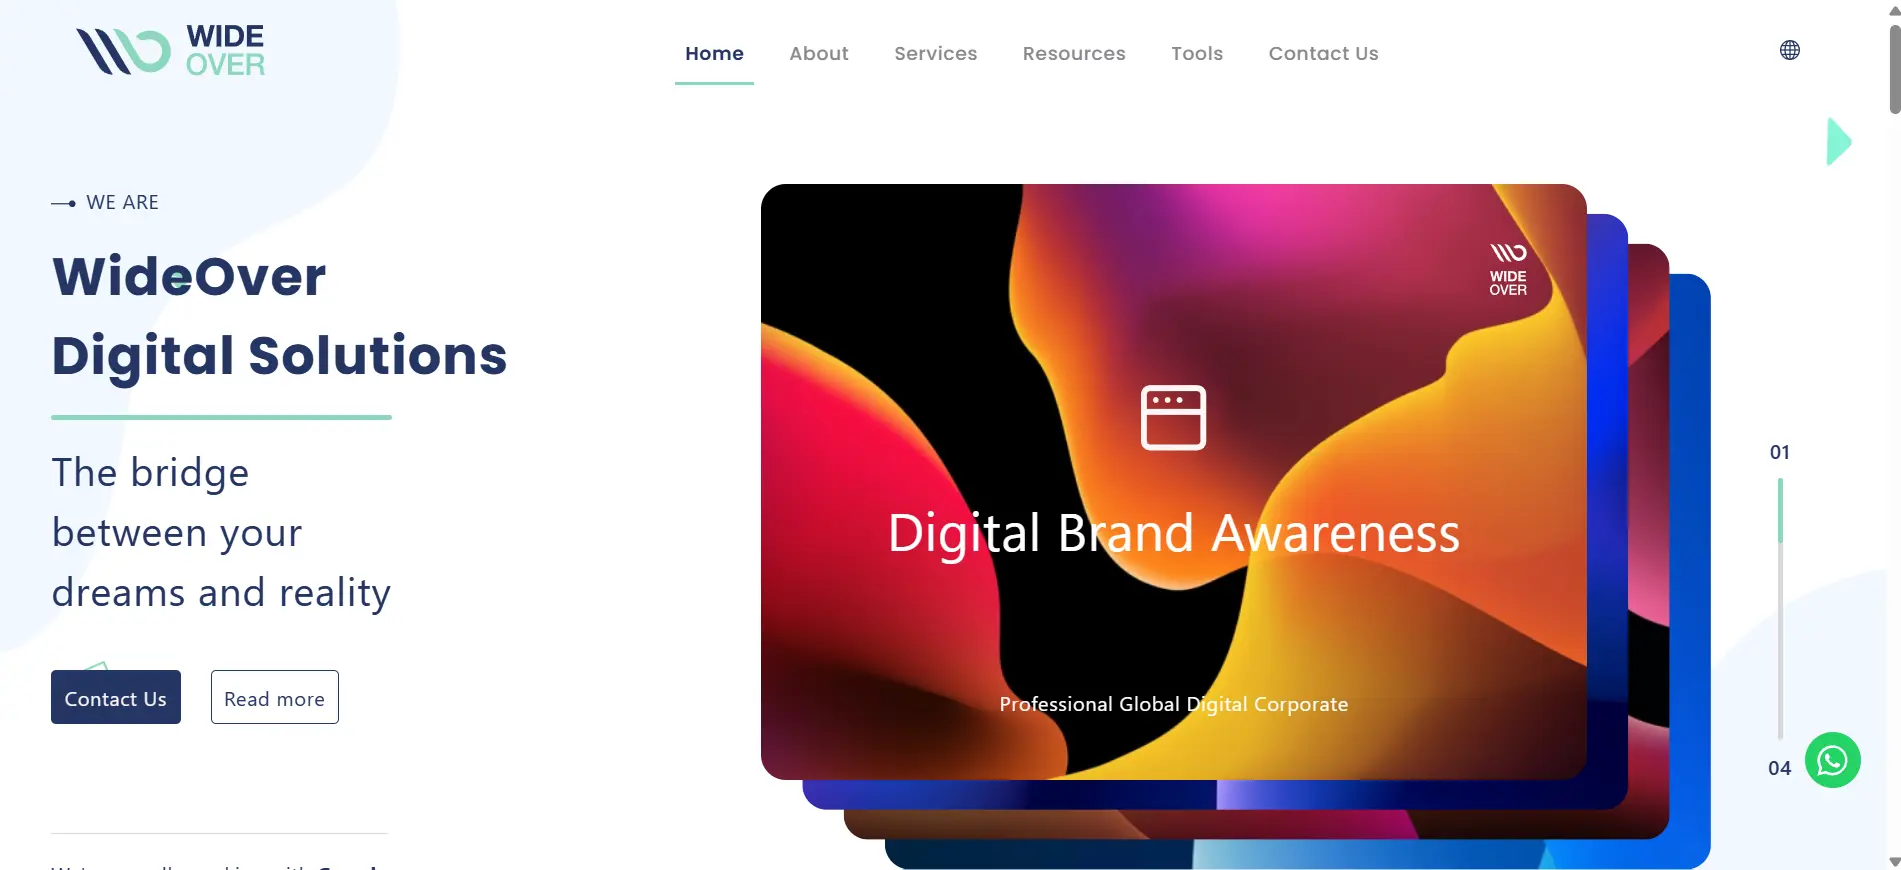 WIDE
OVER
Home
About
Services
Resources
Tools
Contact Us
WE ARE
WideOver
Digital Solutions
The bridge
between your
dreams and reality
Contact Us
Read more
WIDE
OVER
Digital Brand Awareness
Professional Global Digital Corporate
01
04